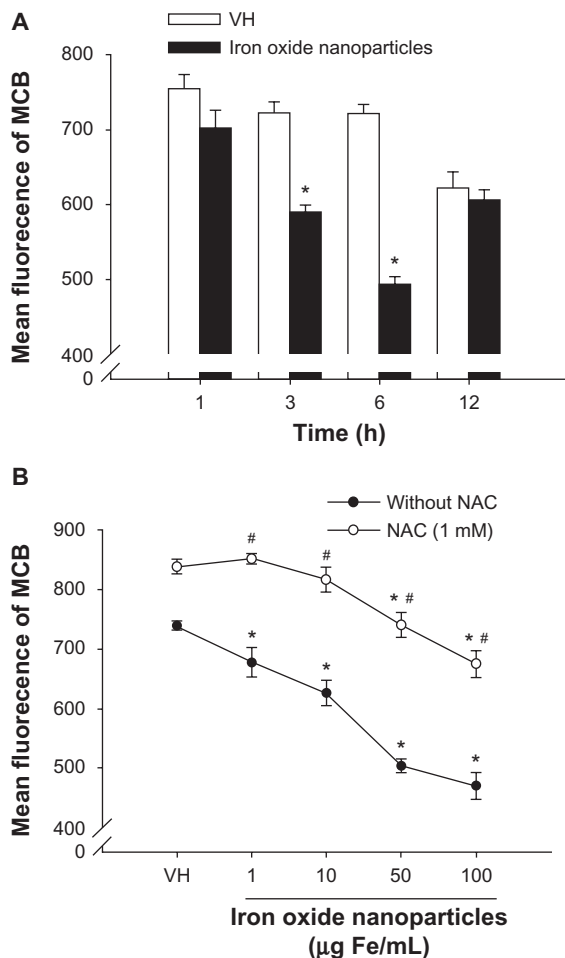 A
VH
Iron oxide nanoparticles
Mean fluorecence of MCB
800
700
600
500
400
0
*
*
1 3 6 12
Time (h)
B
Without NAC
NAC (1 mM)
Mean fluorecence of MCB
900
800
700
600
500
400
0
#
#
* #
* #
*
*
*
*
VH 1 10 50 100
Iron oxide nanoparticles
(μg Fe/mL)